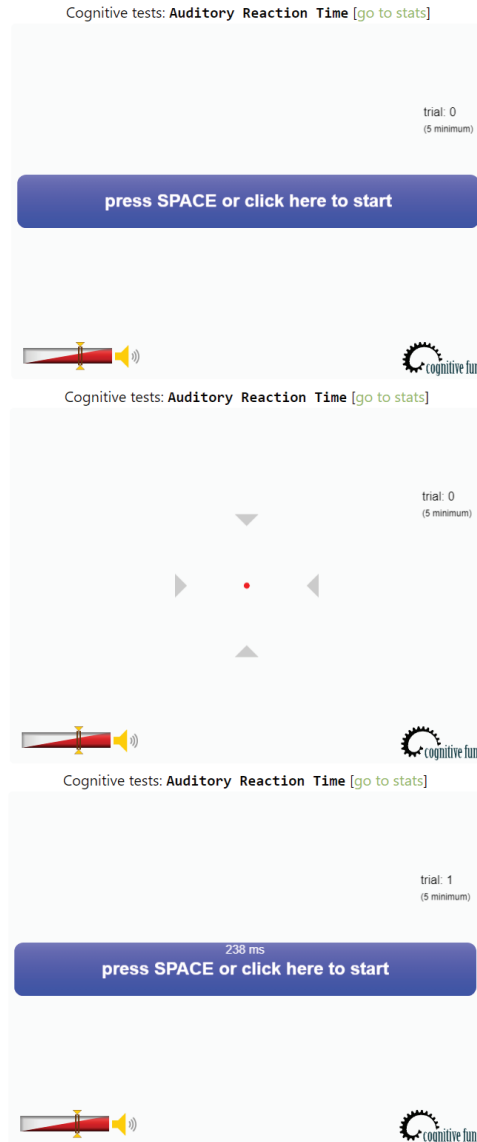 Cognitive tests: Auditory Reaction Time [go to stats]
trial: 0
(5 minimum)
press SPACE or click here to start
cognitive fun
Cognitive tests: Auditory Reaction Time [go to stats]
trial: 0
(5 minimum)
cognitive fun
Cognitive tests: Auditory Reaction Time [go to stats]
trial: 1
(5 minimum)
238 ms
press SPACE or click here to start
cognitive fun